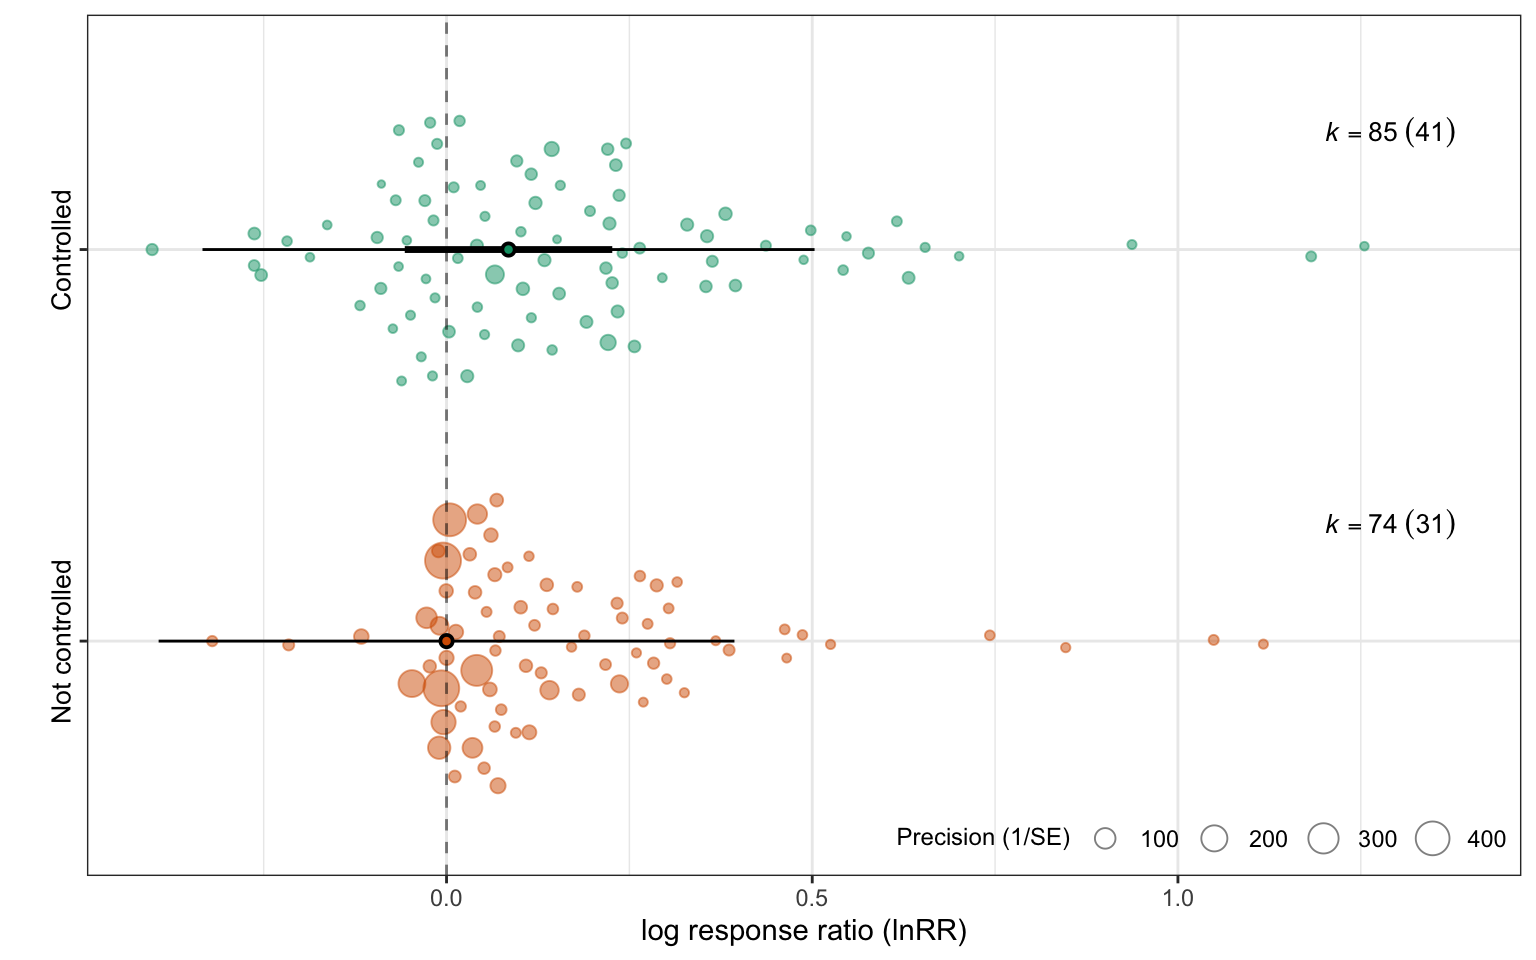 Controlled
k = 85 (41)
Not controlled
k = 74 (31)
Precision (1/SE) 100 200 300 400
0.0 0.5 1.0
log response ratio (lnRR)